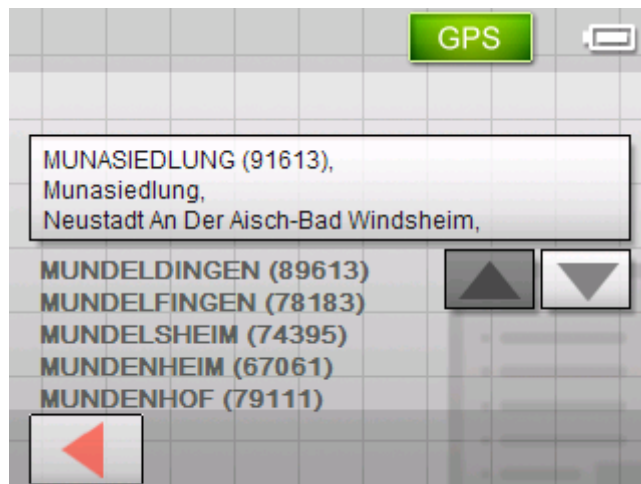 GPS
MUNASIEDLUNG (91613),
Munasiedlung,
Neustadt An Der Aisch-Bad Windsheim,
MUNDELDINGEN (89613)
MUNDELFINGEN (78183)
MUNDELSHEIM (74395)
MUNDENHEIM (67061)
MUNDENHOF (79111)